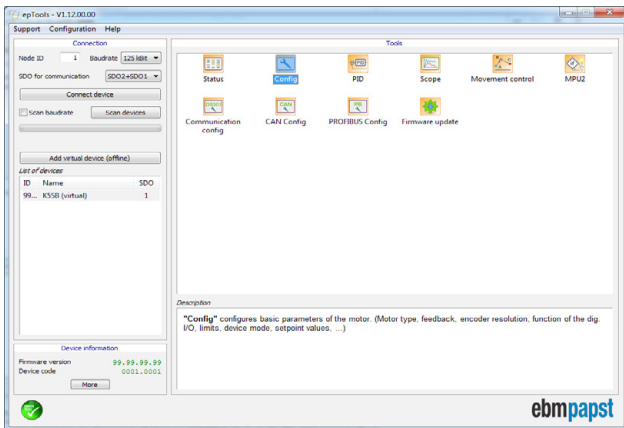 epTools - V1.12.00.00
Support Configuration Help
Connection
Node ID 1 Baudrate 125 kBit
SDO for communication SDO2+SDO1
Connect device
Scan baudrate Scan devices
Add virtual device (offline)
List of devices
ID Name SDO
99... K5SB (virtual) 1
Device information
Firmware version 99.99.99.99
Device code 0001.0001
More
Tools
Status Config PID Scope Movement control MPU2
Communication config CAN Config PROFIBUS Config Firmware update
Description
"Config" configures basic parameters of the motor. (Motor type, feedback, encoder resolution, function of the dig.
I/O, limits, device mode, setpoint values, ...)
ebmpapst